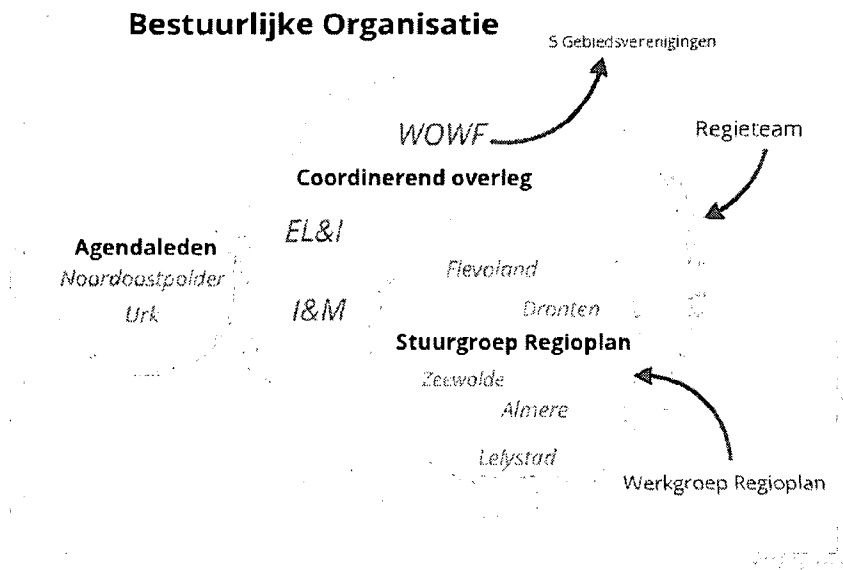 Bestuurlijke Organisatie
5 Gebiedsverenigingen
WOWF
Regieteam
Coordinerend overleg
EL&I
Agendaleden
Noordoostpolder
Flevoland
Urk
I&M
Dronten
Stuurgroep Regioplan
Zeewolde
Almere
Lelystad
Werkgroep Regioplan